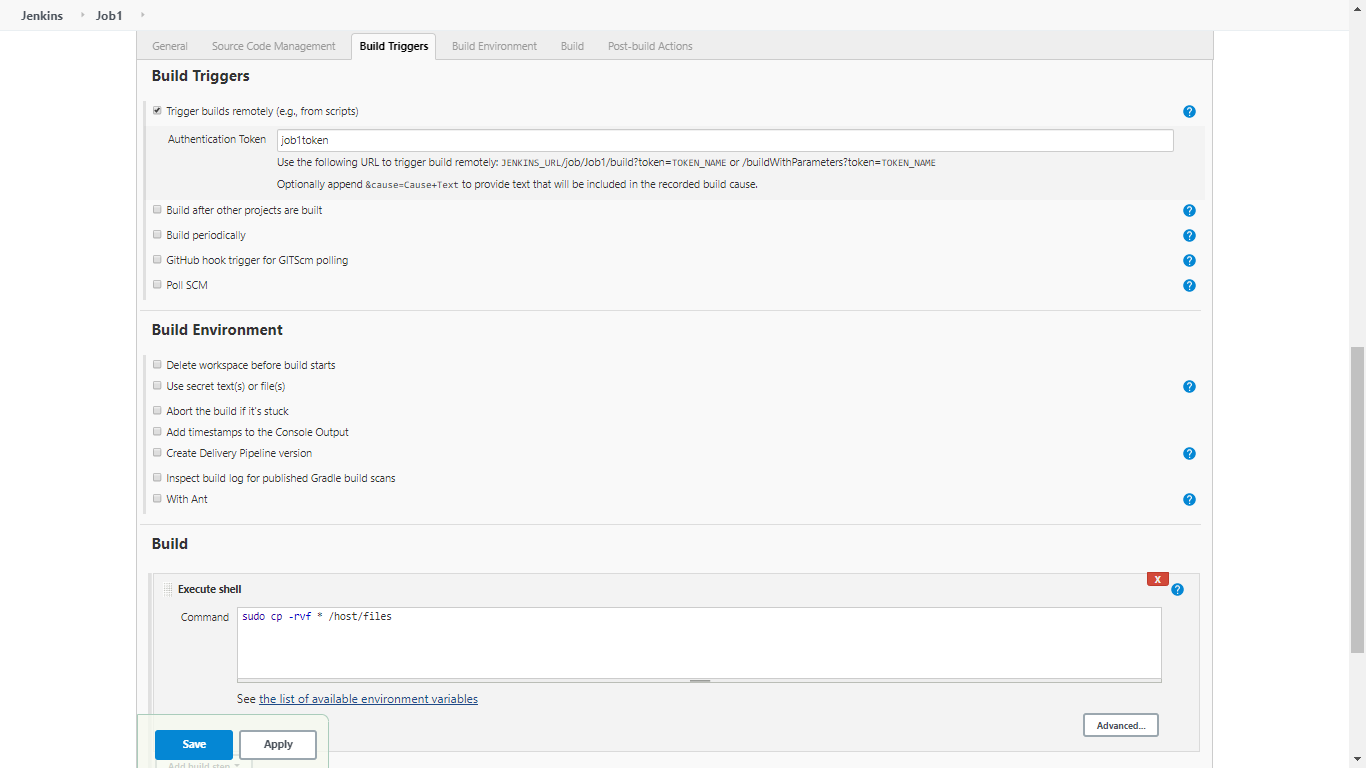 Jenkins Job1
General Source Code Management Build Triggers Build Environment Build Post-build Actions
Build Triggers
Trigger builds remotely (e.g., from scripts)
Authentication Token job1token
Use the following URL to trigger build remotely: JENKINS_URL/job/Job1/build?token=TOKEN_NAME or /buildWithParameters?token=TOKEN_NAME
Optionally append &cause=Cause+Text to provide text that will be included in the recorded build cause.
Build after other projects are built
Build periodically
GitHub hook trigger for GITScm polling
Poll SCM
Build Environment
Delete workspace before build starts
Use secret text(s) or file(s)
Abort the build if it's stuck
Add timestamps to the Console Output
Create Delivery Pipeline version
Inspect build log for published Gradle build scans
With Ant
Build
X
Execute shell
Command sudo cp -rvf * /host/files
See the list of available environment variables
Advanced...
Save Apply
Add build step